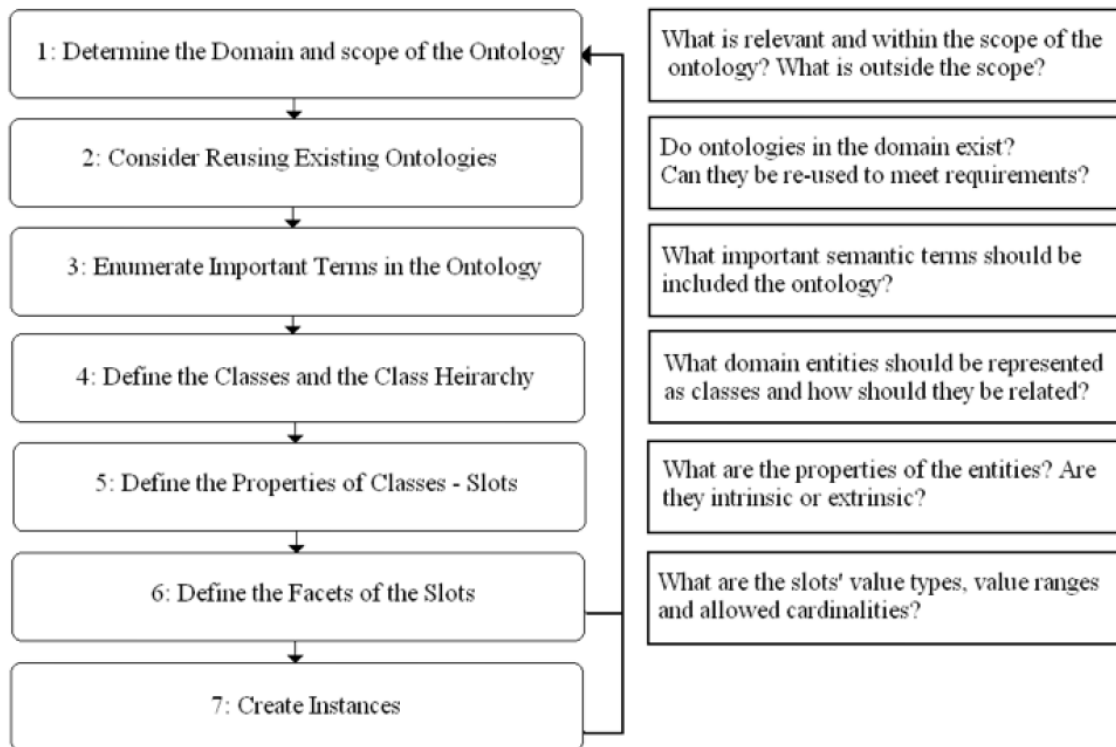 1: Determine the Domain and scope of the Ontology
What is relevant and within the scope of the
ontology? What is outside the scope?
2: Consider Reusing Existing Ontologies
Do ontologies in the domain exist?
Can they be re-used to meet requirements?
3: Enumerate Important Terms in the Ontology
What important semantic terms should be
included the ontology?
4: Define the Classes and the Class Heirarchy
What domain entities should be represented
as classes and how should they be related?
5: Define the Properties of Classes - Slots
What are the properties of the entities? Are
they intrinsic or extrinsic?
6: Define the Facets of the Slots
What are the slots' value types, value ranges
and allowed cardinalities?
7: Create Instances